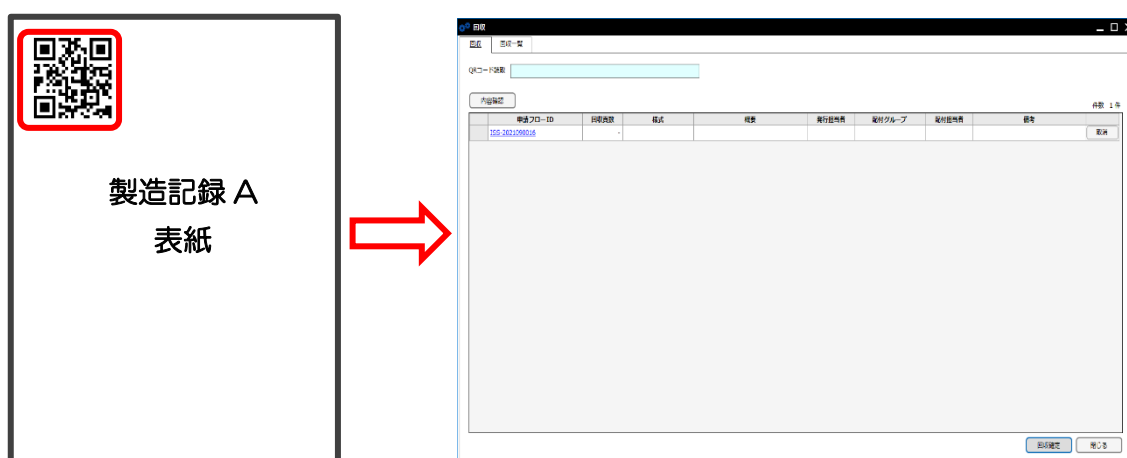 製造記録 A
表紙
回収
回収 回収一覧
QRコード読取
内容確認
件数 1 件
申請フローID 回収頁数 様式 概要 発行担当者 配付グループ 配付担当者 備考
ISS-2021090016 - 取消
回収確定 閉じる